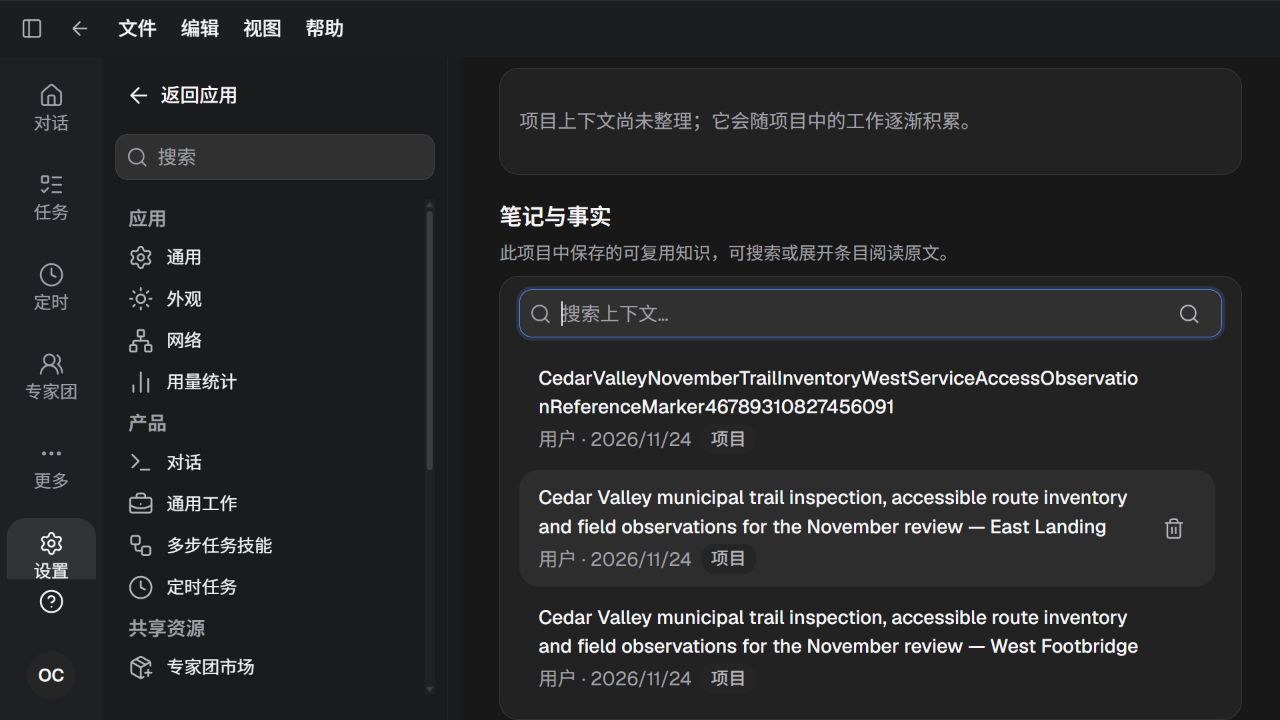 文件 编辑 视图 帮助
对话
任务
定时
专家团
更多
设置
OC
返回应用
搜索
应用
通用
外观
网络
用量统计
产品
对话
通用工作
多步任务技能
定时任务
共享资源
专家团市场
项目上下文尚未整理；它会随项目中的工作逐渐积累。
笔记与事实
此项目中保存的可复用知识，可搜索或展开条目阅读原文。
搜索上下文...
CedarValleyNovemberTrailInventoryWestServiceAccessObservatio
nReferenceMarker46789310827456091
用户 · 2026/11/24 项目
Cedar Valley municipal trail inspection, accessible route inventory
and field observations for the November review — East Landing
用户 · 2026/11/24 项目
Cedar Valley municipal trail inspection, accessible route inventory
and field observations for the November review — West Footbridge
用户 · 2026/11/24 项目